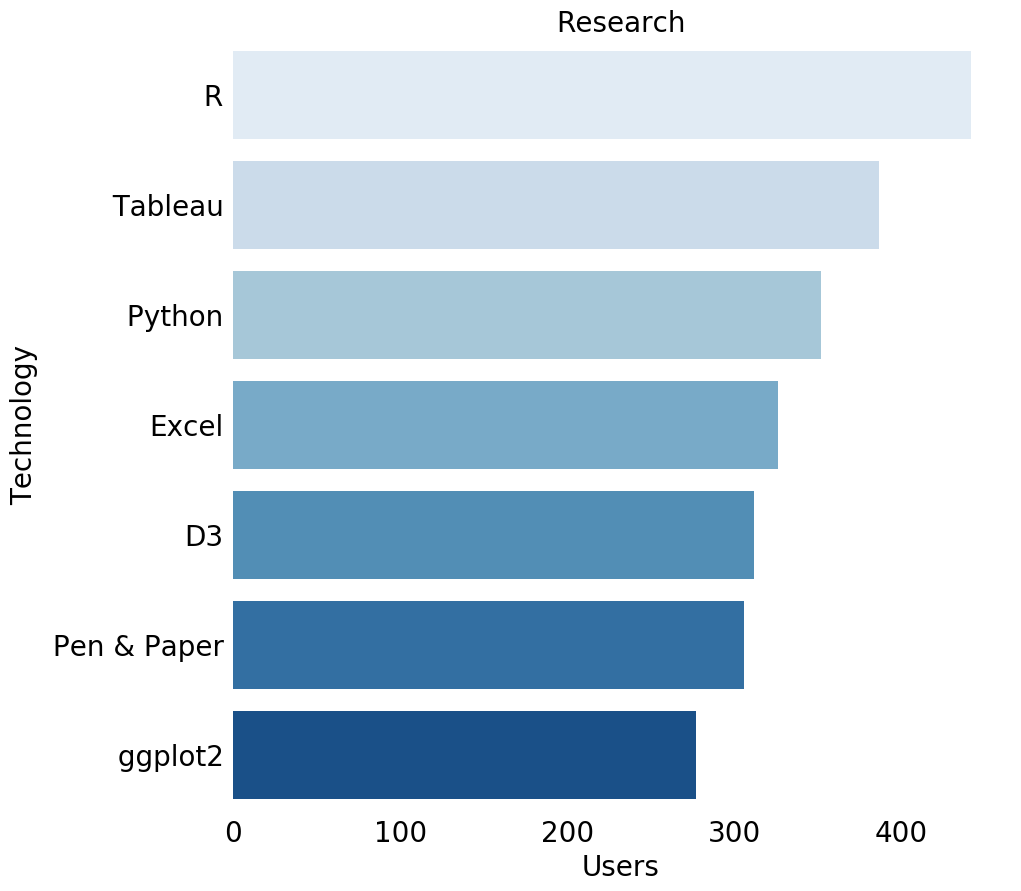 Research
R
Tableau
Python
Excel
D3
Pen & Paper
ggplot2
Technology
0 100 200 300 400
Users